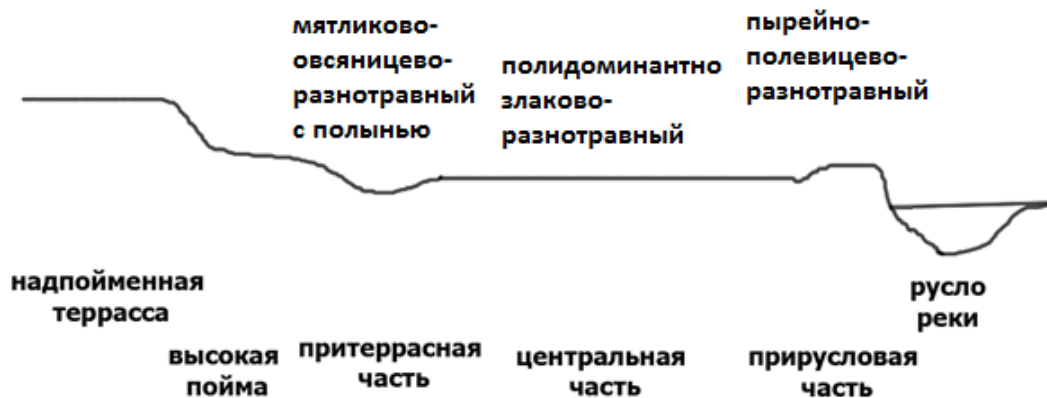 мятликово-
овсяницево-
разнотравный
с полынью
полидоминантно
злаково-
разнотравный
пырейно-
полевицево-
разнотравный
надпойменная
террасса
высокая
пойма
притеррасная
часть
центральная
часть
прирусловая
часть
русло
реки